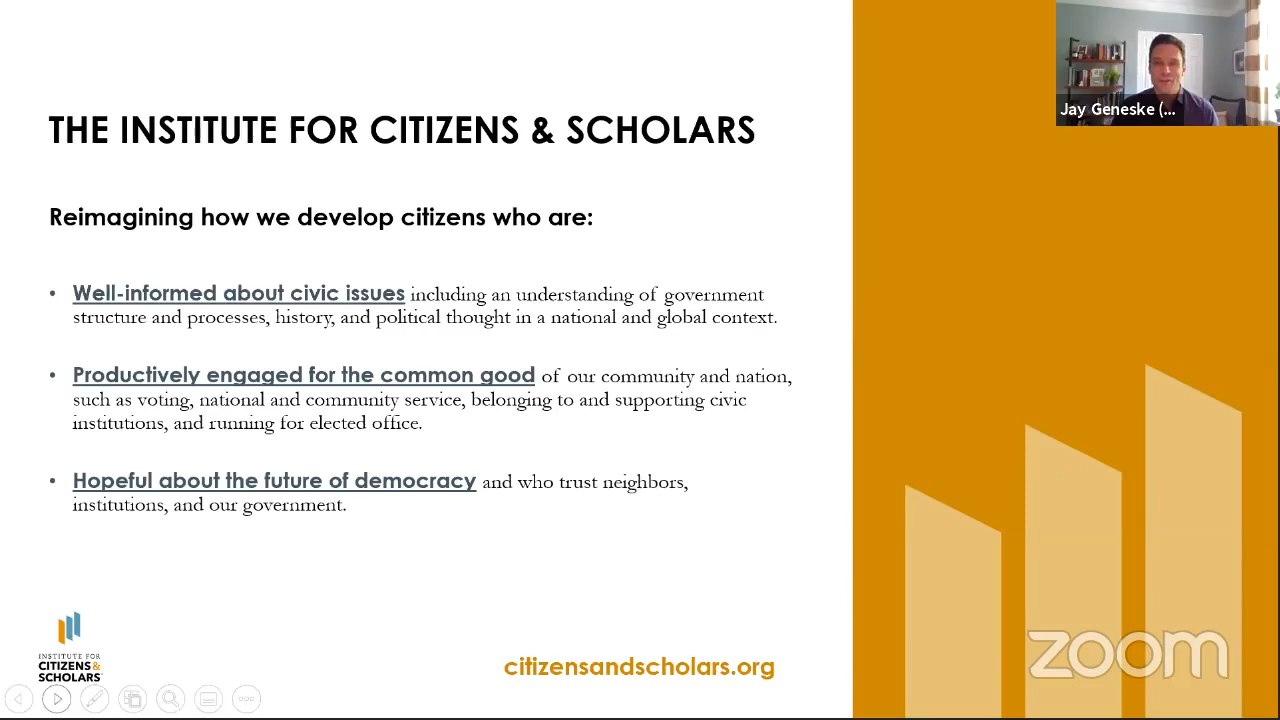 THE INSTITUTE FOR CITIZENS & SCHOLARS
Jay Geneske (...
Reimagining how we develop citizens who are:
• Well-informed about civic issues including an understanding of government
structure and processes, history, and political thought in a national and global context.
• Productively engaged for the common good of our community and nation,
such as voting, national and community service, belonging to and supporting civic
institutions, and running for elected office.
• Hopeful about the future of democracy and who trust neighbors,
institutions, and our government.
INSTITUTE FOR
CITIZENS&
SCHOLARS
citizensandscholars.org
zoom